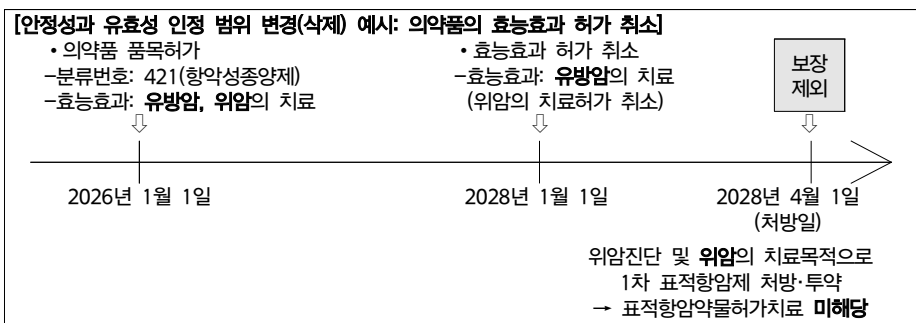 [안정성과 유효성 인정 범위 변경(삭제) 예시: 의약품의 효능효과 허가 취소]
• 의약품 품목허가
-분류번호: 421(항악성종양제)
-효능효과: 유방암, 위암의 치료
• 효능효과 허가 취소
-효능효과: 유방암의 치료
(위암의 치료허가 취소)
보장
제외
2026년 1월 1일
2028년 1월 1일
2028년 4월 1일
(처방일)
위암진단 및 위암의 치료목적으로
1차 표적항암제 처방·투약
→ 표적항암약물허가치료 미해당